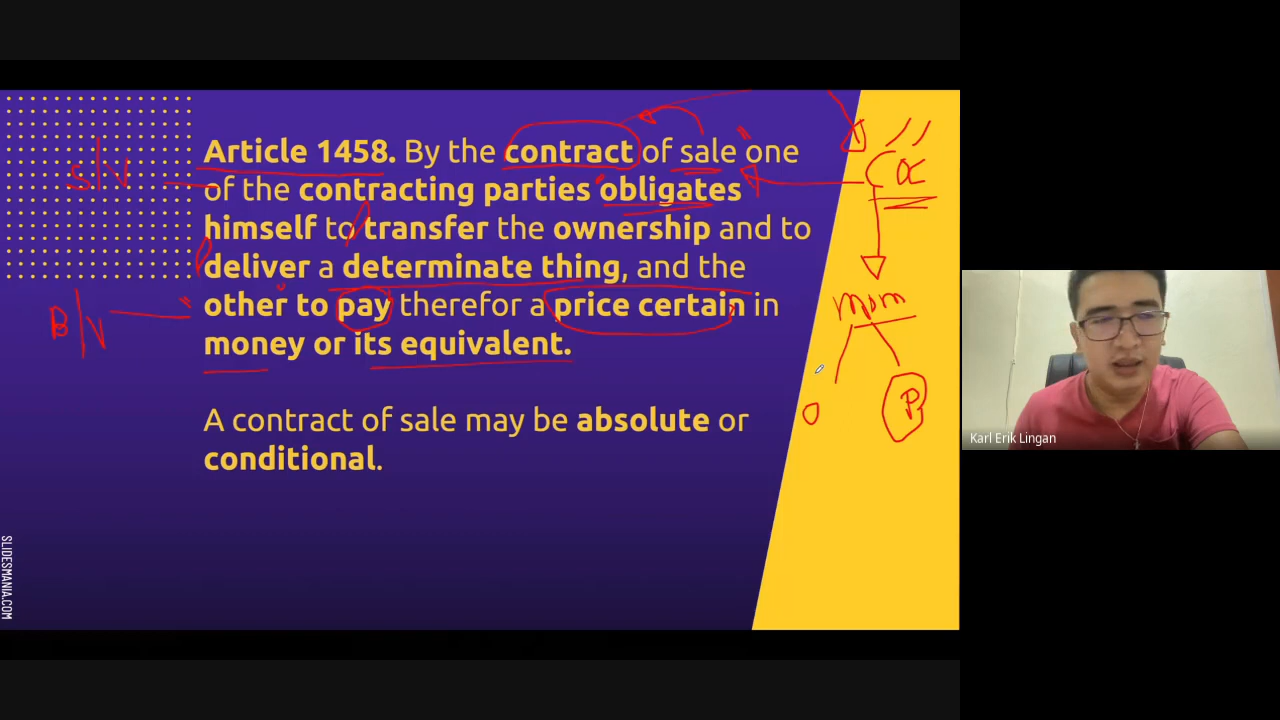 Article 1458. By the contract of sale one
of the contracting parties obligates
himself to transfer the ownership and to
deliver a determinate thing, and the
other to pay therefor a price certain in
money or its equivalent.
A contract of sale may be absolute or
conditional.
S/V
B/V
mom
O
P
SLIDESMANIA.COM
Karl Erik Lingan